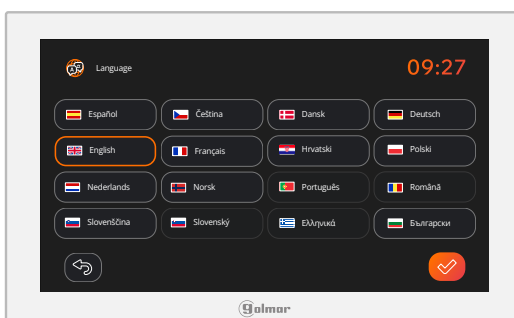 Language 09:27
Español Čeština Dansk Deutsch
English Français Hrvatski Polski
Nederlands Norsk Português Română
Slovenščina Slovenský Ελληνικά Български
golmar